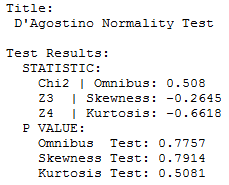 Title:
D'Agostino Normality Test
Test Results:
STATISTIC:
Chi2 | Omnibus: 0.508
Z3 | Skewness: -0.2645
Z4 | Kurtosis: -0.6618
P VALUE:
Omnibus Test: 0.7757
Skewness Test: 0.7914
Kurtosis Test: 0.5081